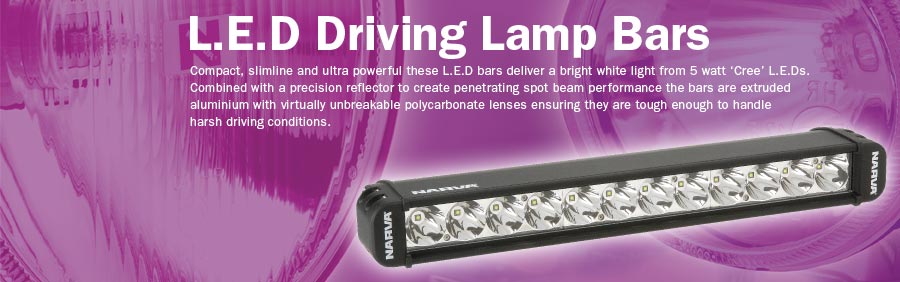 L.E.D Driving Lamp Bars
Compact, slimline and ultra powerful these L.E.D bars deliver a bright white light from 5 watt ‘Cree’ L.E.Ds.
Combined with a precision reflector to create penetrating spot beam performance the bars are extruded
aluminium with virtually unbreakable polycarbonate lenses ensuring they are tough enough to handle
harsh driving conditions.
NARVA
NARVA
NARVA